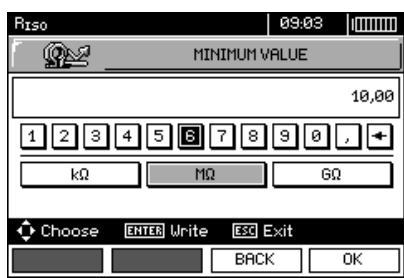 RISO 09:03
MINIMUM VALUE
10,00
1 2 3 4 5 6 7 8 9 0 , ←
kΩ MΩ GΩ
Choose ENTER Write ESC Exit
BACK OK